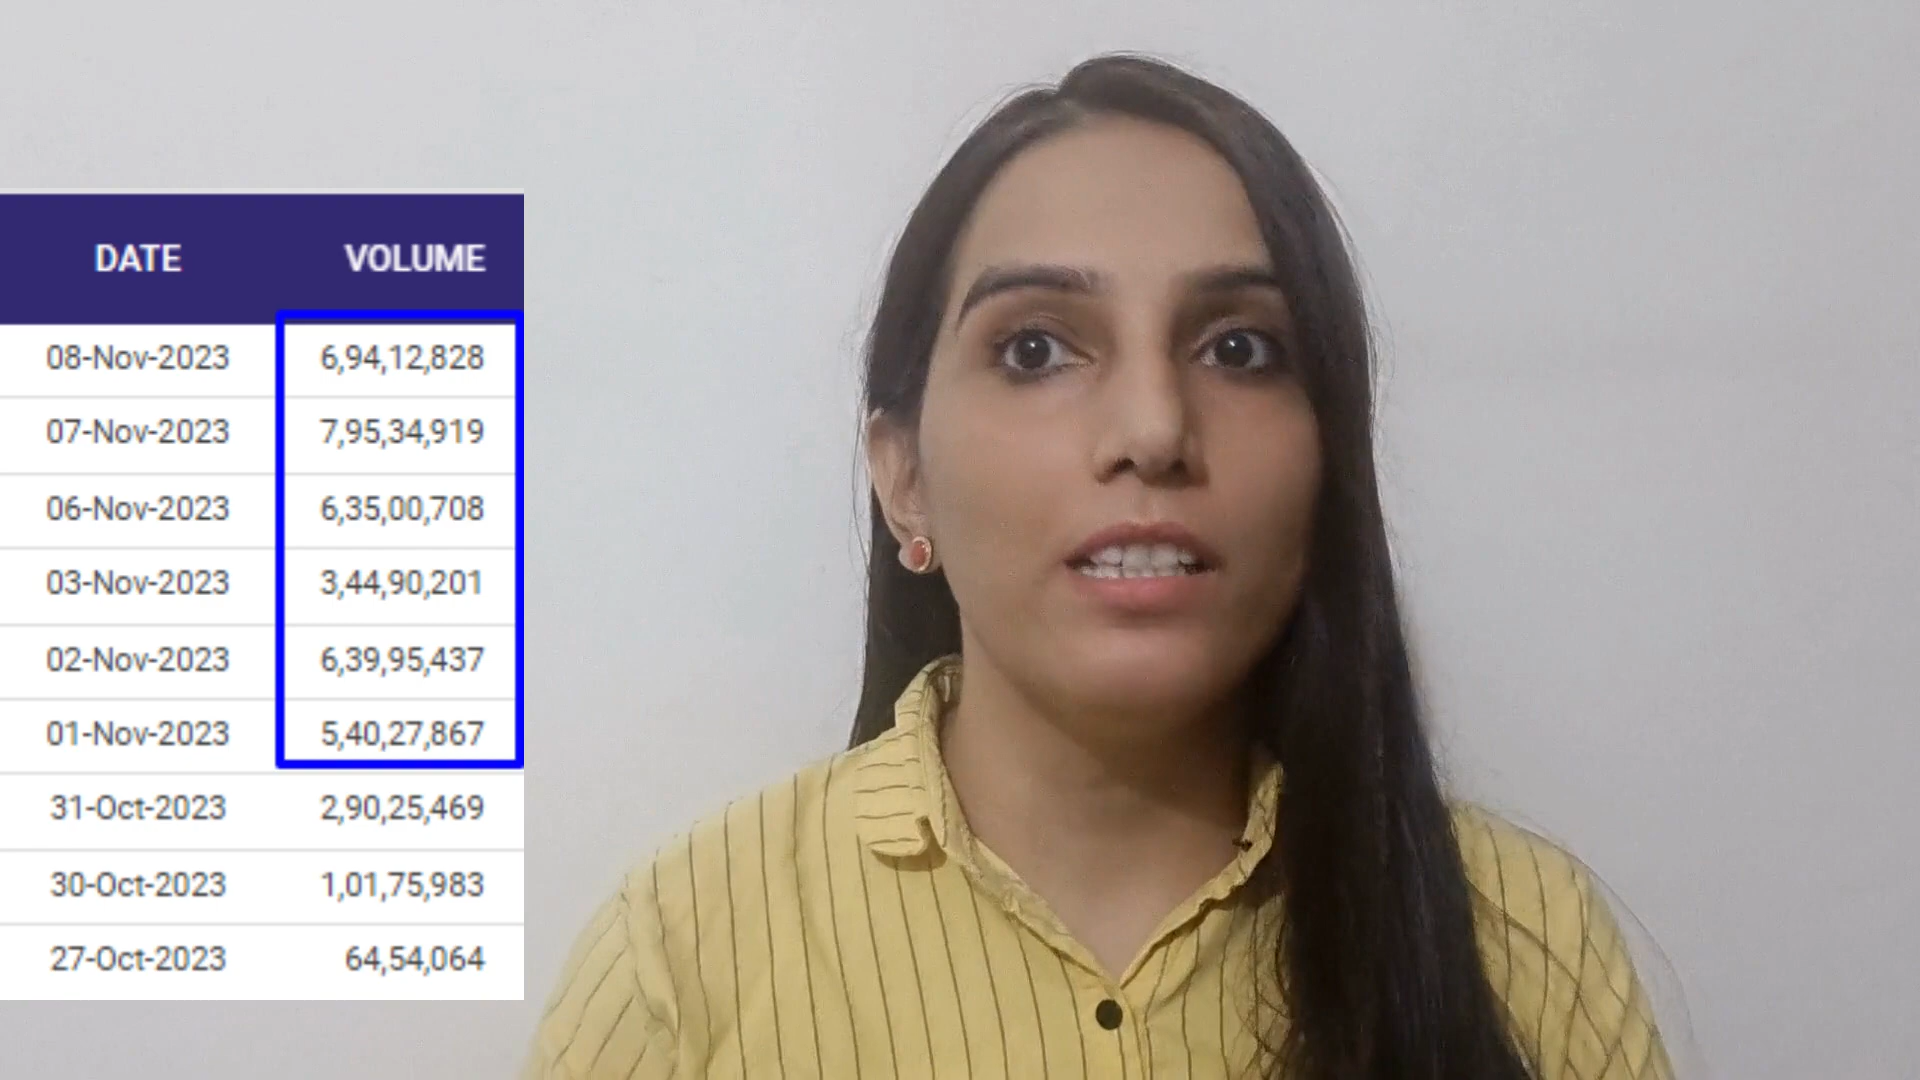 DATE VOLUME
08-Nov-2023 6,94,12,828
07-Nov-2023 7,95,34,919
06-Nov-2023 6,35,00,708
03-Nov-2023 3,44,90,201
02-Nov-2023 6,39,95,437
01-Nov-2023 5,40,27,867
31-Oct-2023 2,90,25,469
30-Oct-2023 1,01,75,983
27-Oct-2023 64,54,064